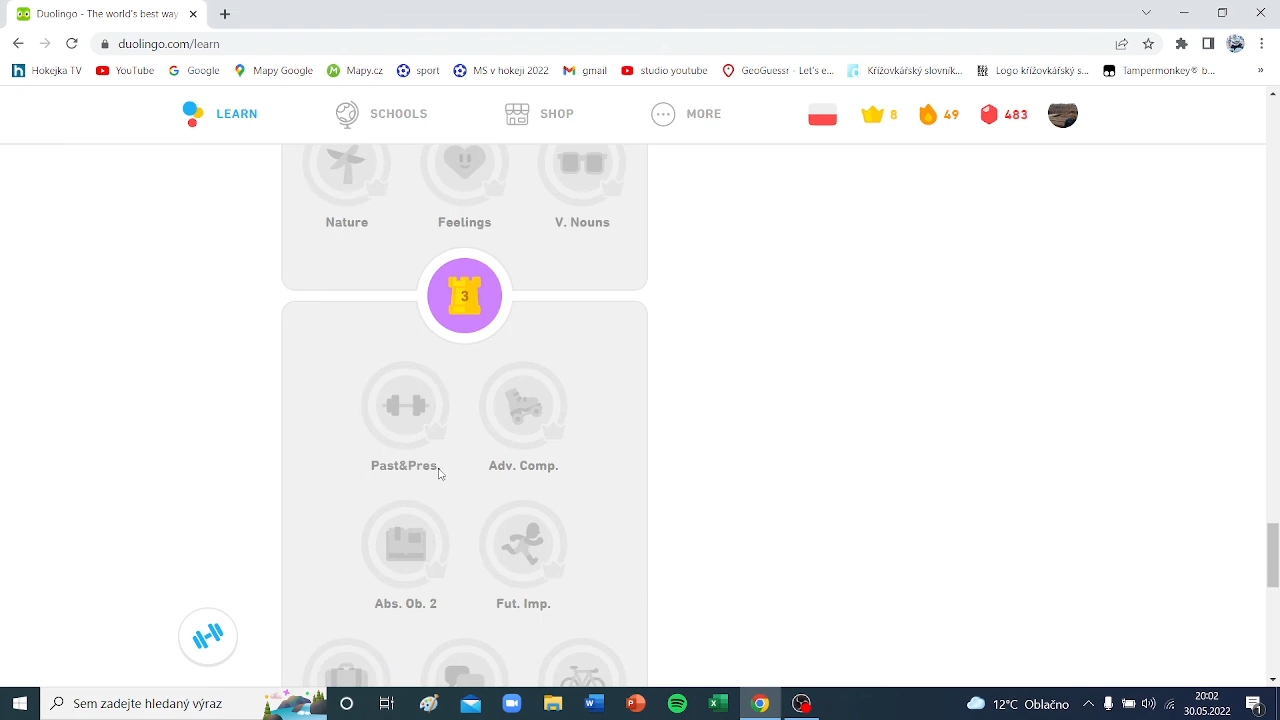 Duolingo - The world's best way
duolingo.com/learn
Hokejka TV YouTube Google Mapy Google Mapy.cz sport MS v futeji 2022 gmail studio youtube GeoGuessr - Let's e... Křížovkářský slovník... Logo křížovkářský s... Tampermonkey® b...
LEARN SCHOOLS SHOP MORE 8 49 483
Nature Feelings V. Nouns
3
Past&Pres. Adv. Comp.
Abs. Ob. 2 Fut. Imp.
Sem zadejte hledaný výraz 12°C Oblačno 20:02
30.05.2022